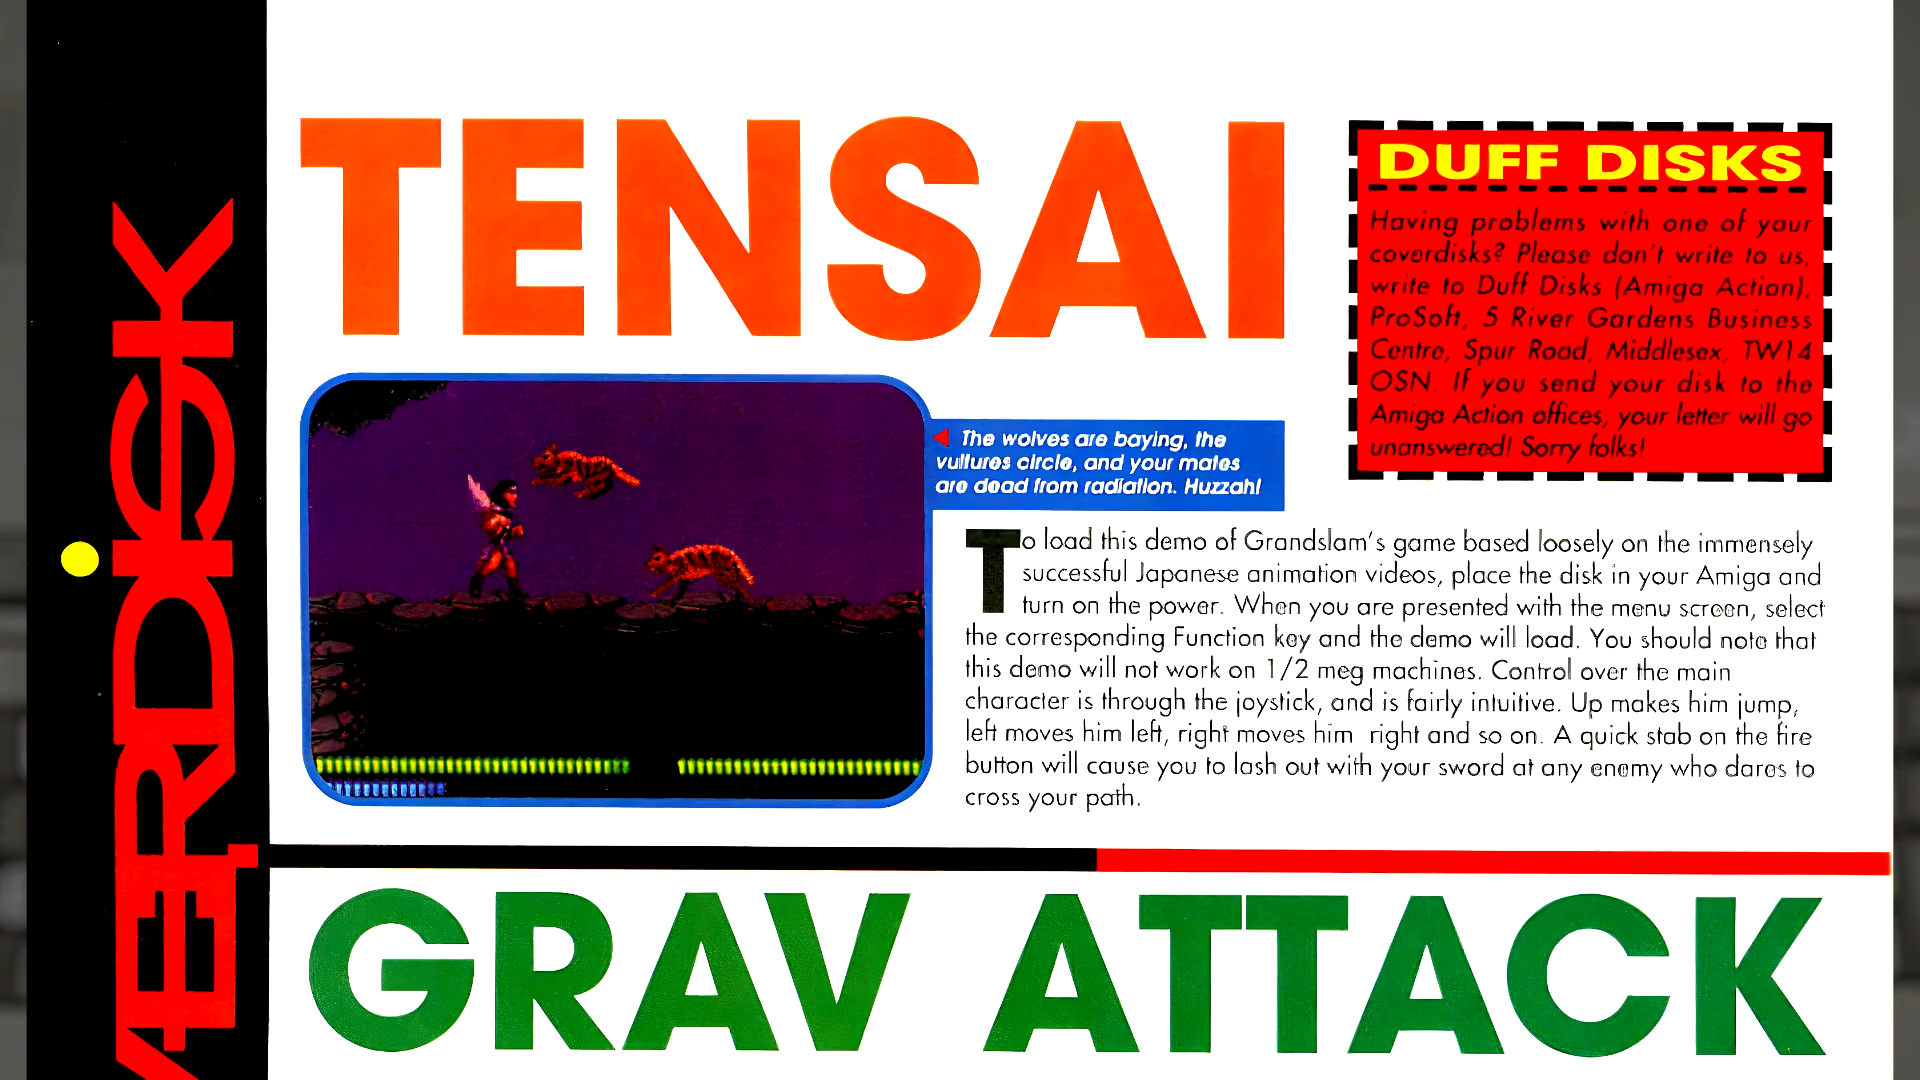 VERDISK
TENSAI
DUFF DISKS
Having problems with one of your
coverdisks? Please don't write to us,
write to Duff Disks (Amiga Action),
ProSoft, 5 River Gardens Business
Centre, Spur Road, Middlesex, TW14
OSN. If you send your disk to the
Amiga Action offices, your letter will go
unanswered! Sorry folks!
The wolves are baying, the
vultures circle, and your mates
are dead from radiation. Huzzah!
To load this demo of Grandslam's game based loosely on the immensely
successful Japanese animation videos, place the disk in your Amiga and
turn on the power. When you are presented with the menu screen, select
the corresponding Function key and the demo will load. You should note that
this demo will not work on 1/2 meg machines. Control over the main
character is through the joystick, and is fairly intuitive. Up makes him jump,
left moves him left, right moves him right and so on. A quick stab on the fire
button will cause you to lash out with your sword at any enemy who dares to
cross your path.
GRAV ATTACK